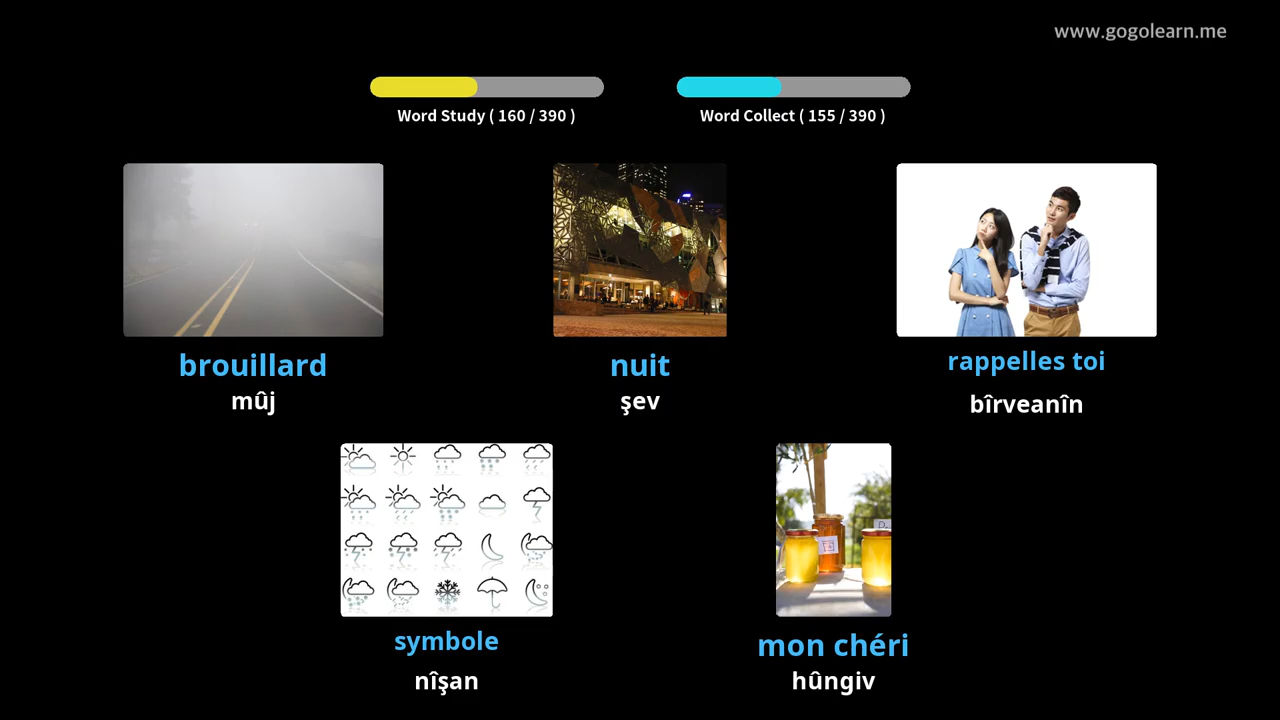 www.gogolearn.me
Word Study ( 160 / 390 )
Word Collect ( 155 / 390 )
brouillard
mûj
nuit
şev
rappelles toi
bîrveanîn
symbole
nîşan
mon chéri
hûngiv